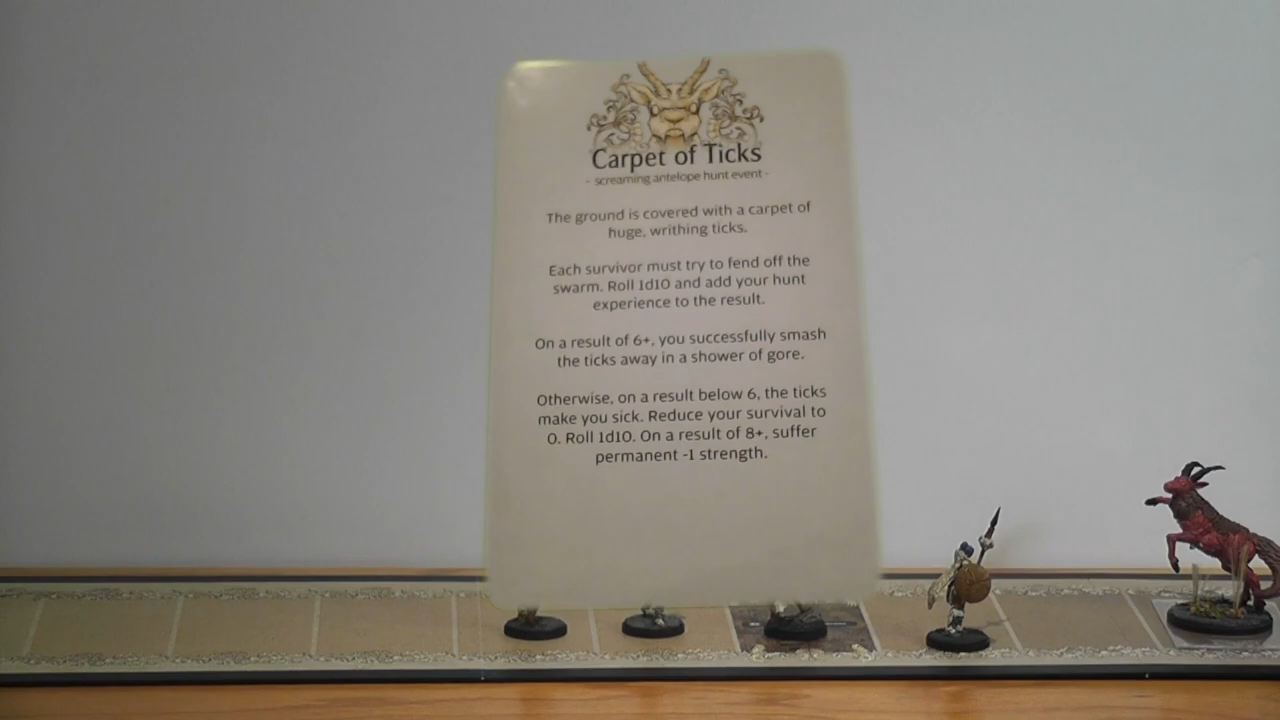 Carpet of Ticks
- screaming antelope hunt event -
The ground is covered with a carpet of
huge, writhing ticks.
Each survivor must try to fend off the
swarm. Roll 1d10 and add your hunt
experience to the result.
On a result of 6+, you successfully smash
the ticks away in a shower of gore.
Otherwise, on a result below 6, the ticks
make you sick. Reduce your survival to
0. Roll 1d10. On a result of 8+, suffer
permanent -1 strength.